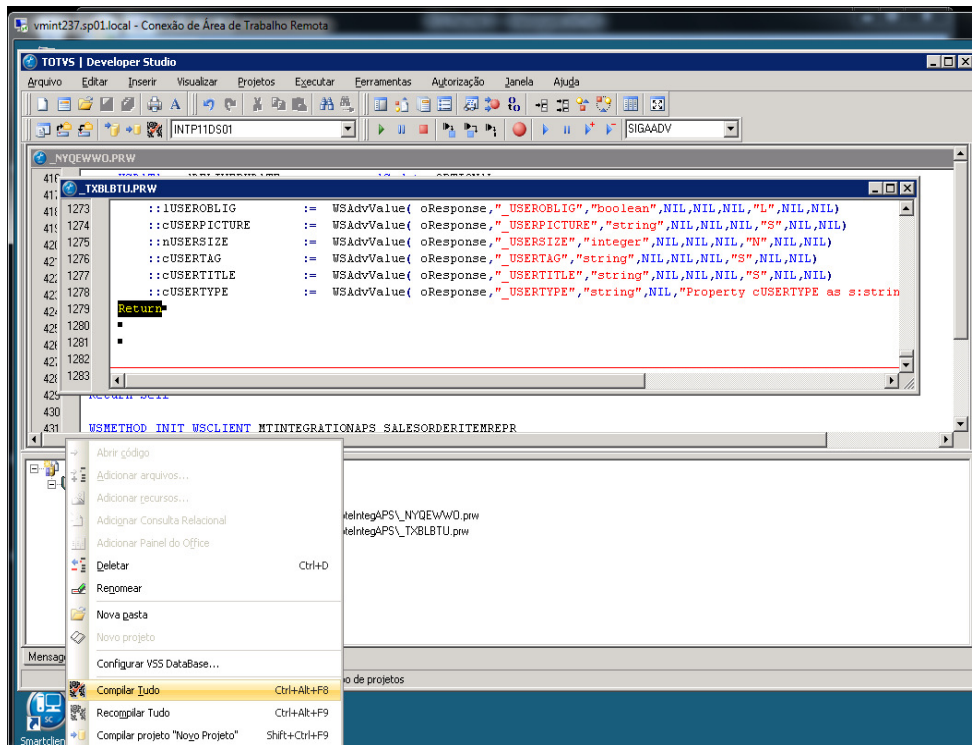 vmint237.sp01.local - Conexão de Área de Trabalho Remota
TOTVS | Developer Studio
Arquivo Editar Inserir Visualizar Projetos Executar Ferramentas Autorização Janela Ajuda
INTP11DS01 SIGAADV
_NYQEWWO.PRW
416
_TXBLBTU.PRW
1273 ::lUSEROBLIG := WSAdvValue( oResponse,"_USEROBLIG","boolean",NIL,NIL,NIL,"L",NIL,NIL)
1274 ::cUSERPICTURE := WSAdvValue( oResponse,"_USERPICTURE","string",NIL,NIL,NIL,"S",NIL,NIL)
1275 ::nUSERSIZE := WSAdvValue( oResponse,"_USERSIZE","integer",NIL,NIL,NIL,"N",NIL,NIL)
1276 ::cUSERTAG := WSAdvValue( oResponse,"_USERTAG","string",NIL,NIL,NIL,"S",NIL,NIL)
1277 ::cUSERTITLE := WSAdvValue( oResponse,"_USERTITLE","string",NIL,NIL,NIL,"S",NIL,NIL)
1278 ::cUSERTYPE := WSAdvValue( oResponse,"_USERTYPE","string",NIL,"Property cUSERTYPE as s:strin
1279 Return
1280
1281
1282
1283
429 Return Self
430
431 WSMETHOD INIT WSCLIENT MTINTEGRATIONAPS_SALESORDERITEMREPR
Abrir código
Adicionar arquivos...
Adicionar recursos...
Adicionar Consulta Relacional
Adicionar Painel do Office
Deletar Ctrl+D
Renomear
Nova pasta
Novo projeto
Configurar VSS DataBase...
Compilar Tudo Ctrl+Alt+F8
Recompilar Tudo Ctrl+Alt+F9
Compilar projeto "Novo Projeto" Shift+Ctrl+F9
teIntegAPS\_NYQEWWO.prw
teIntegAPS\_TXBLBTU.prw
Mensag
o de projetos
SC
Smartclien